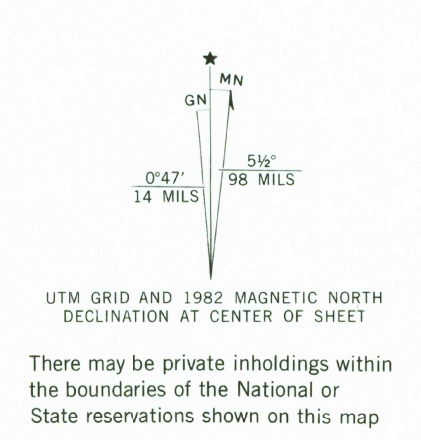 ★
MN
GN
5½°
98 MILS
0°47′
14 MILS
UTM GRID AND 1982 MAGNETIC NORTH
DECLINATION AT CENTER OF SHEET
There may be private inholdings within
the boundaries of the National or
State reservations shown on this map